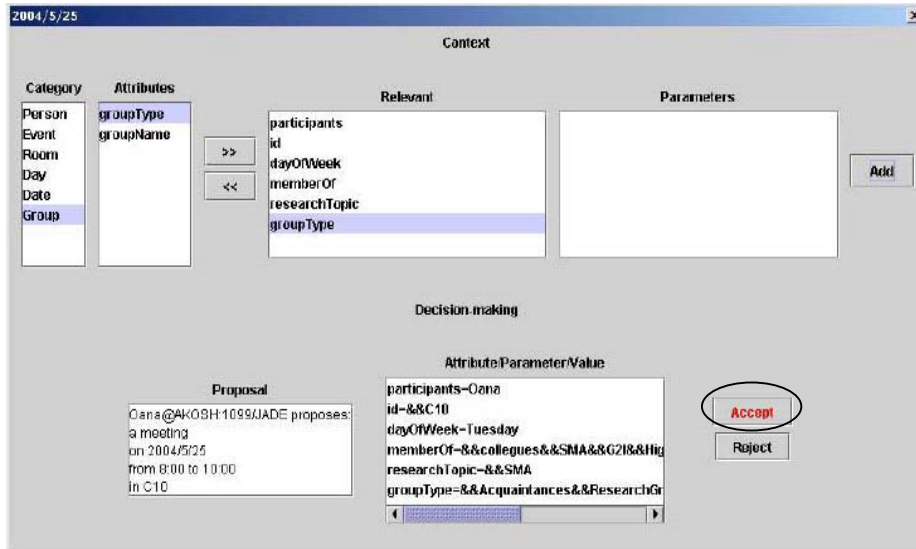 2004/5/25
Context
Category
Attributes
Relevant
Parameters
Person
Event
Room
Day
Date
Group
groupType
groupName
>>
<<
participants
id
dayOfWeek
memberOf
researchTopic
groupType
Add
Decision-making
Proposal
Oana@AKOSH:1099/JADE proposes:
a meeting
on 2004/5/25
from 8:00 to 10:00
in C10
Attribute/Parameter/Value
participants=Oana
id=&&C10
dayOfWeek=Tuesday
memberOf=&&collegues&&SMA&&G2I&&Hig
researchTopic=&&SMA
groupType=&&Acquaintances&&ResearchGr
Accept
Reject